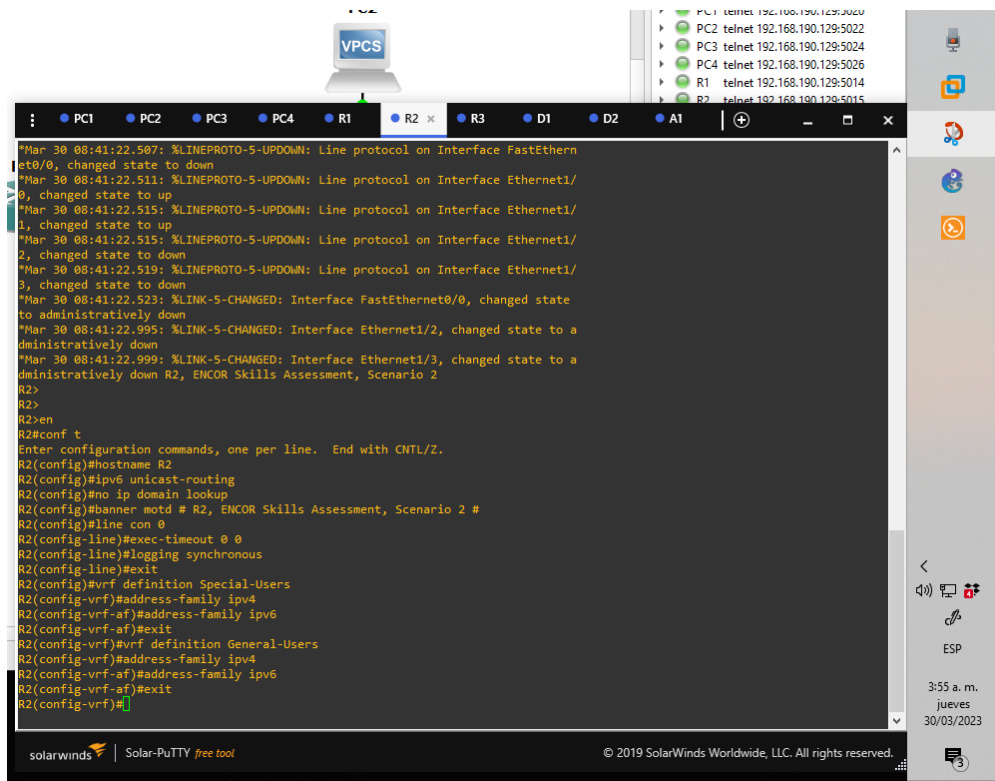 PC2
VPCS
PC1 telnet 192.168.190.129:5020
PC2 telnet 192.168.190.129:5022
PC3 telnet 192.168.190.129:5024
PC4 telnet 192.168.190.129:5026
R1 telnet 192.168.190.129:5014
R2 telnet 192.168.190.129:5015
PC1 PC2 PC3 PC4 R1 R2 × R3 D1 D2 A1
*Mar 30 08:41:22.507: %LINEPROTO-5-UPDOWN: Line protocol on Interface FastEthern
et0/0, changed state to down
*Mar 30 08:41:22.511: %LINEPROTO-5-UPDOWN: Line protocol on Interface Ethernet1/
0, changed state to up
*Mar 30 08:41:22.515: %LINEPROTO-5-UPDOWN: Line protocol on Interface Ethernet1/
1, changed state to up
*Mar 30 08:41:22.515: %LINEPROTO-5-UPDOWN: Line protocol on Interface Ethernet1/
2, changed state to down
*Mar 30 08:41:22.519: %LINEPROTO-5-UPDOWN: Line protocol on Interface Ethernet1/
3, changed state to down
*Mar 30 08:41:22.523: %LINK-5-CHANGED: Interface FastEthernet0/0, changed state
to administratively down
*Mar 30 08:41:22.995: %LINK-5-CHANGED: Interface Ethernet1/2, changed state to a
dministratively down
*Mar 30 08:41:22.999: %LINK-5-CHANGED: Interface Ethernet1/3, changed state to a
dministratively down R2, ENCOR Skills Assessment, Scenario 2
R2>
R2>
R2>en
R2#conf t
Enter configuration commands, one per line.  End with CNTL/Z.
R2(config)#hostname R2
R2(config)#ipv6 unicast-routing
R2(config)#no ip domain lookup
R2(config)#banner motd # R2, ENCOR Skills Assessment, Scenario 2 #
R2(config)#line con 0
R2(config-line)#exec-timeout 0 0
R2(config-line)#logging synchronous
R2(config-line)#exit
R2(config)#vrf definition Special-Users
R2(config-vrf)#address-family ipv4
R2(config-vrf-af)#address-family ipv6
R2(config-vrf-af)#exit
R2(config-vrf)#vrf definition General-Users
R2(config-vrf)#address-family ipv4
R2(config-vrf-af)#address-family ipv6
R2(config-vrf-af)#exit
R2(config-vrf)#
solarwinds | Solar-PuTTY free tool
© 2019 SolarWinds Worldwide, LLC. All rights reserved.
4
ESP
3:55 a. m.
jueves
30/03/2023
3